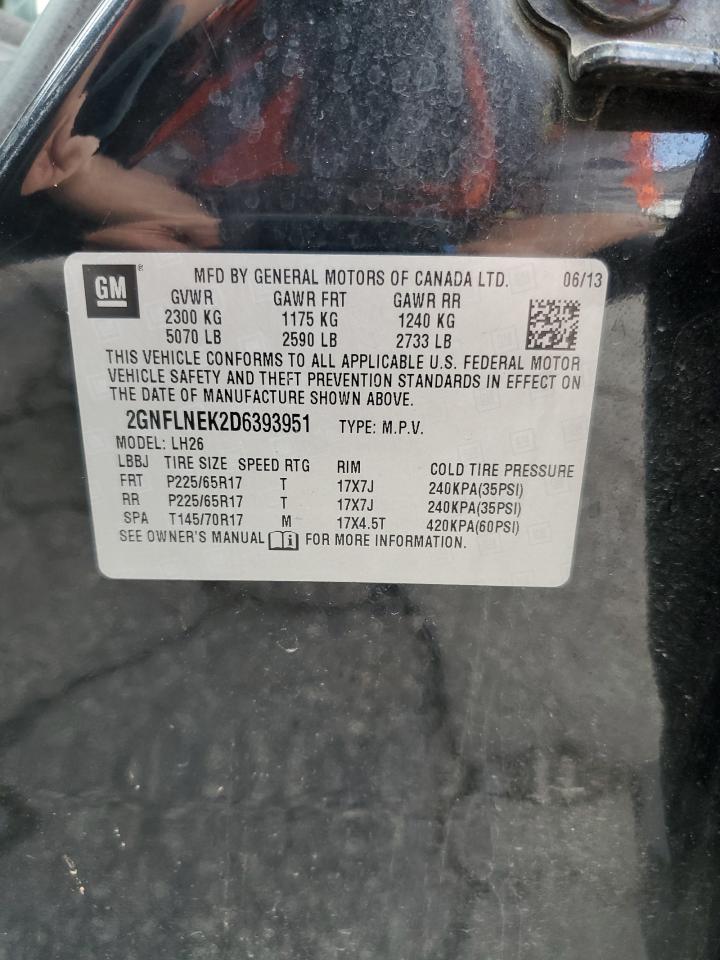 GM ® MFD BY GENERAL MOTORS OF CANADA LTD. 06/13
GVWR GAWR FRT GAWR RR
2300 KG 1175 KG 1240 KG
5070 LB 2590 LB 2733 LB
THIS VEHICLE CONFORMS TO ALL APPLICABLE U.S. FEDERAL MOTOR
VEHICLE SAFETY AND THEFT PREVENTION STANDARDS IN EFFECT ON
THE DATE OF MANUFACTURE SHOWN ABOVE.
2GNFLNEK2D6393951 TYPE: M.P.V.
MODEL: LH26
LBBJ TIRE SIZE SPEED RTG RIM COLD TIRE PRESSURE
FRT P225/65R17 T 17X7J 240KPA(35PSI)
RR P225/65R17 T 17X7J 240KPA(35PSI)
SPA T145/70R17 M 17X4.5T 420KPA(60PSI)
SEE OWNER'S MANUAL FOR MORE INFORMATION.